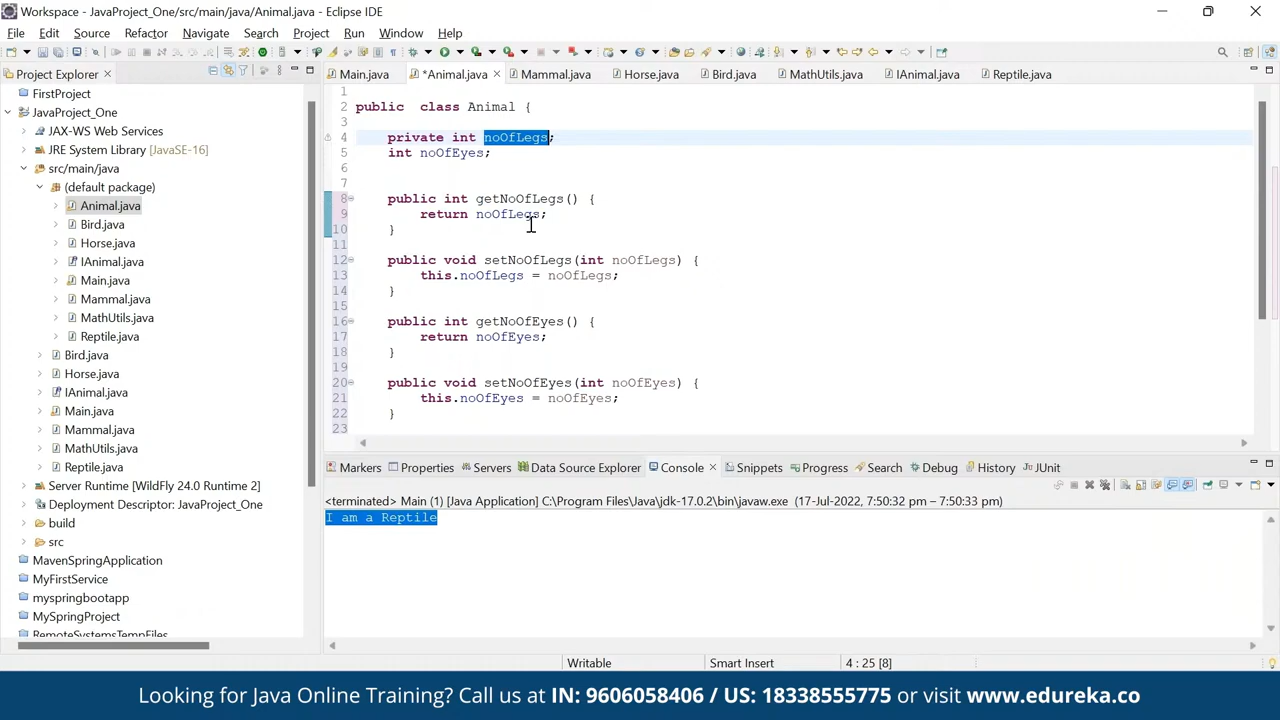 Workspace - JavaProject_One/src/main/java/Animal.java - Eclipse IDE
File Edit Source Refactor Navigate Search Project Run Window Help
Project Explorer
Main.java *Animal.java Mammal.java Horse.java Bird.java MathUtils.java IAnimal.java Reptile.java
FirstProject
JavaProject_One
JAX-WS Web Services
JRE System Library [JavaSE-16]
src/main/java
(default package)
Animal.java
Bird.java
Horse.java
IAnimal.java
Main.java
Mammal.java
MathUtils.java
Reptile.java
Bird.java
Horse.java
IAnimal.java
Main.java
Mammal.java
MathUtils.java
Reptile.java
Server Runtime [WildFly 24.0 Runtime 2]
Deployment Descriptor: JavaProject_One
build
src
MavenSpringApplication
MyFirstService
myspringbootapp
MySpringProject
RemoteSystemsTempFiles
1
2 public class Animal {
3
4 private int noOfLegs;
5 int noOfEyes;
6
7
8 public int getNoOfLegs() {
9 return noOfLegs;
10 }
11
12 public void setNoOfLegs(int noOfLegs) {
13 this.noOfLegs = noOfLegs;
14 }
15
16 public int getNoOfEyes() {
17 return noOfEyes;
18 }
19
20 public void setNoOfEyes(int noOfEyes) {
21 this.noOfEyes = noOfEyes;
22 }
23
Markers Properties Servers Data Source Explorer Console Snippets Progress Search Debug History JUnit
<terminated> Main (1) [Java Application] C:\Program Files\Java\jdk-17.0.2\bin\javaw.exe (17-Jul-2022, 7:50:32 pm – 7:50:33 pm)
I am a Reptile
Writable Smart Insert 4 : 25 [8]
Looking for Java Online Training? Call us at IN: 9606058406 / US: 18338555775 or visit www.edureka.co